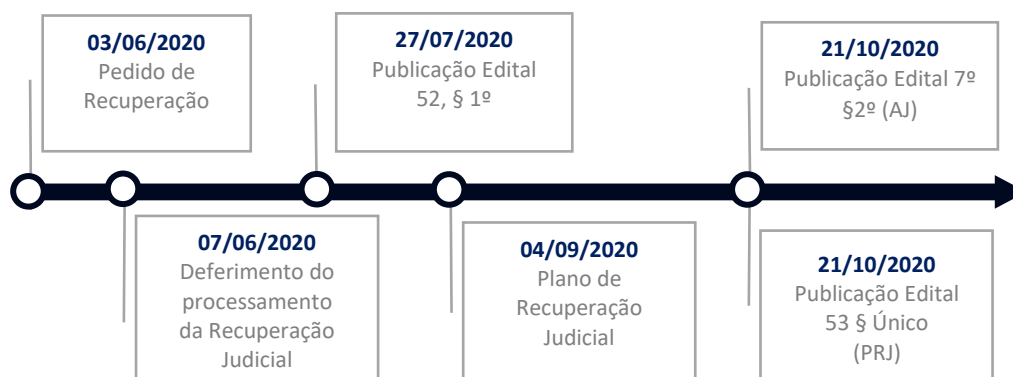 03/06/2020
Pedido de
Recuperação
27/07/2020
Publicação Edital
52, § 1º
21/10/2020
Publicação Edital 7º
§2º (AJ)
07/06/2020
Deferimento do
processamento
da Recuperação
Judicial
04/09/2020
Plano de
Recuperação
Judicial
21/10/2020
Publicação Edital
53 § Único
(PRJ)